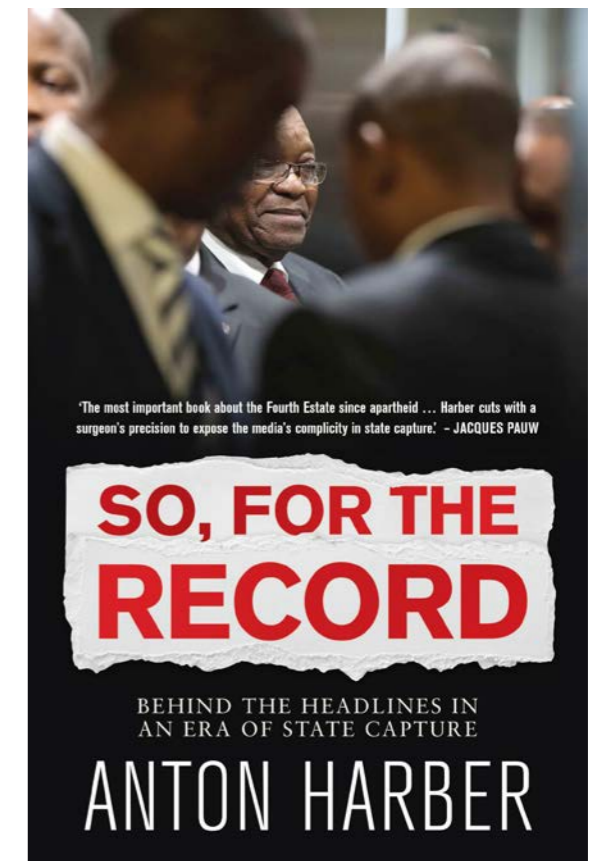 ‘The most important book about the Fourth Estate since apartheid ... Harber cuts with a
surgeon’s precision to expose the media’s complicity in state capture.’ – JACQUES PAUW
SO, FOR THE
RECORD
BEHIND THE HEADLINES IN
AN ERA OF STATE CAPTURE
ANTON HARBER